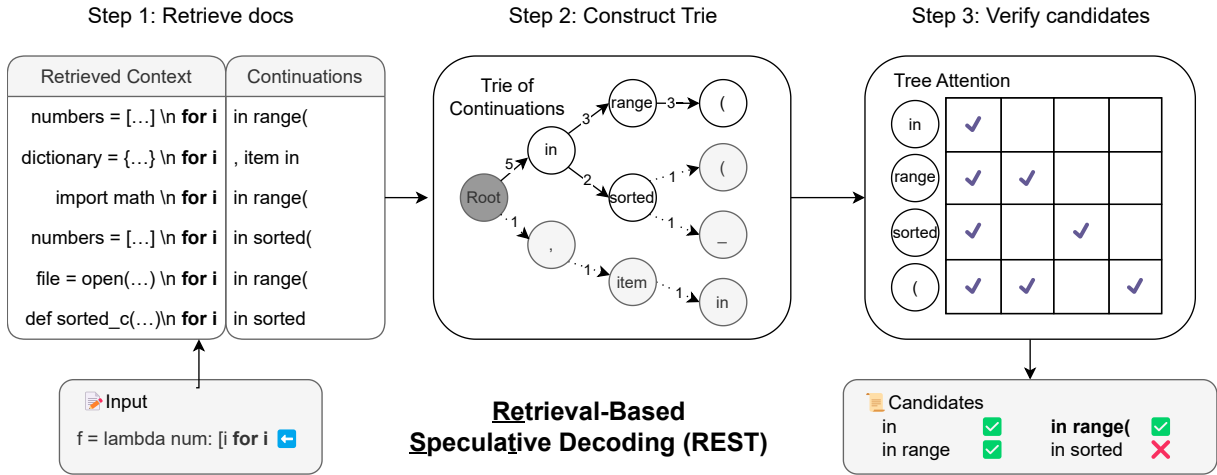 Step 1: Retrieve docs
Step 2: Construct Trie
Step 3: Verify candidates
Retrieved Context
Continuations
numbers = […] \n for i
in range(
dictionary = {…} \n for i
, item in
import math \n for i
in range(
numbers = […] \n for i
in sorted(
file = open(…) \n for i
in range(
def sorted_c(…)\n for i
in sorted
Input
f = lambda num: [i for i
Trie of
Continuations
Root
5
in
3
range
3
(
2
sorted
1
(
1
_
1
,
1
item
1
in
Retrieval-Based
Speculative Decoding (REST)
Tree Attention
in
range
sorted
(
Candidates
in
in range(
in range
in sorted